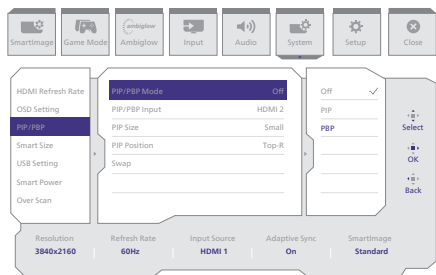 ambiglow
SmartImage Game Mode Ambiglow Input Audio System Setup Close
HDMI Refresh Rate
OSD Setting
PIP/PBP
Smart Size
USB Setting
Smart Power
Over Scan
PIP/PBP Mode Off
PIP/PBP Input HDMI 2
PIP Size Small
PIP Position Top-R
Swap
Off
PIP
PBP
Select
OK
Back
Resolution Refresh Rate Input Source Adaptive Sync SmartImage
3840x2160 60Hz HDMI 1 On Standard